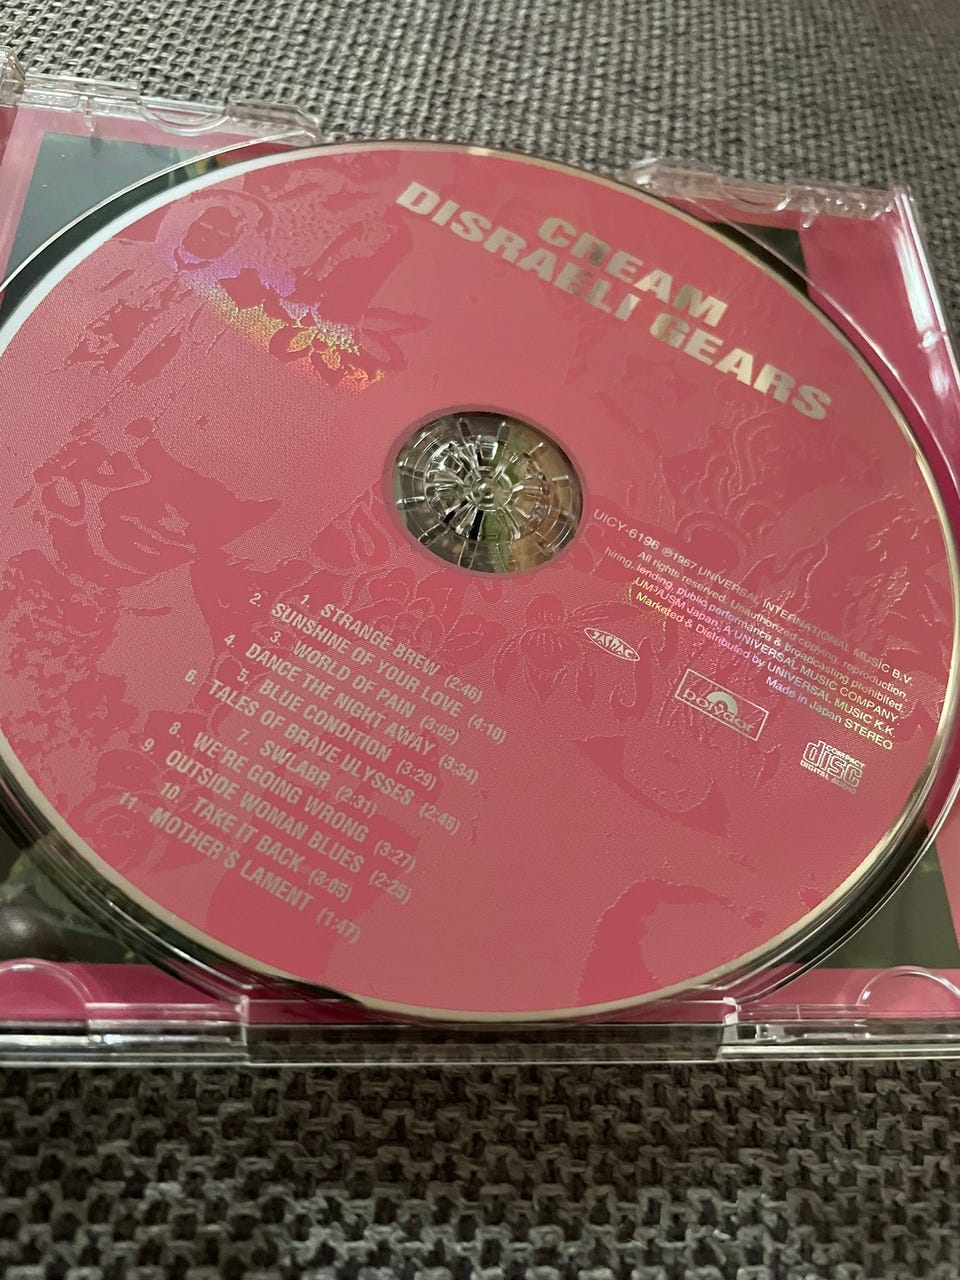 CREAM
DISRAELI GEARS
UICY-6196 ℗1967 UNIVERSAL INTERNATIONAL MUSIC B.V.
All rights reserved. Unauthorized copying, reproduction,
hiring, lending, public performance & broadcasting prohibited.
UM³/USM Japan, A UNIVERSAL MUSIC COMPANY
Marketed & Distributed by UNIVERSAL MUSIC K.K.
Made in Japan STEREO
JASRAC
polydor
COMPACT
disc
DIGITAL AUDIO
1. STRANGE BREW (2:46)
2. SUNSHINE OF YOUR LOVE (4:10)
3. WORLD OF PAIN (3:02)
4. DANCE THE NIGHT AWAY (3:34)
5. BLUE CONDITION (3:29)
6. TALES OF BRAVE ULYSSES (2:46)
7. SWLABR (2:31)
8. WE'RE GOING WRONG (3:27)
9. OUTSIDE WOMAN BLUES (2:25)
10. TAKE IT BACK (3:05)
11. MOTHER'S LAMENT (1:47)